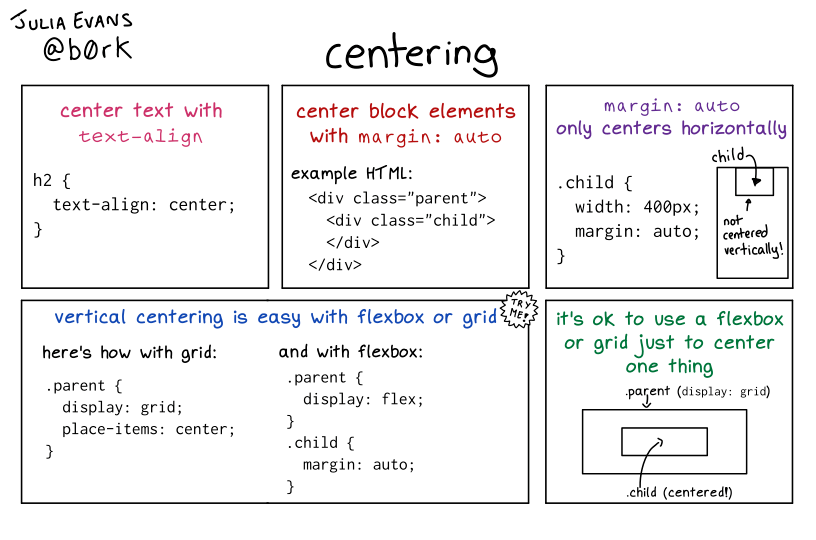 JULIA EVANS
@b0rk
centering
center text with
text-align
h2 {
  text-align: center;
}
center block elements
with margin: auto
example HTML:
<div class="parent">
  <div class="child">
  </div>
</div>
margin: auto
only centers horizontally
.child {
  width: 400px;
  margin: auto;
}
child
not
centered
vertically!
vertical centering is easy with flexbox or grid
TRY
ME!
here's how with grid:
.parent {
  display: grid;
  place-items: center;
}
and with flexbox:
.parent {
  display: flex;
}
.child {
  margin: auto;
}
it's ok to use a flexbox
or grid just to center
one thing
.parent (display: grid)
.child (centered!)